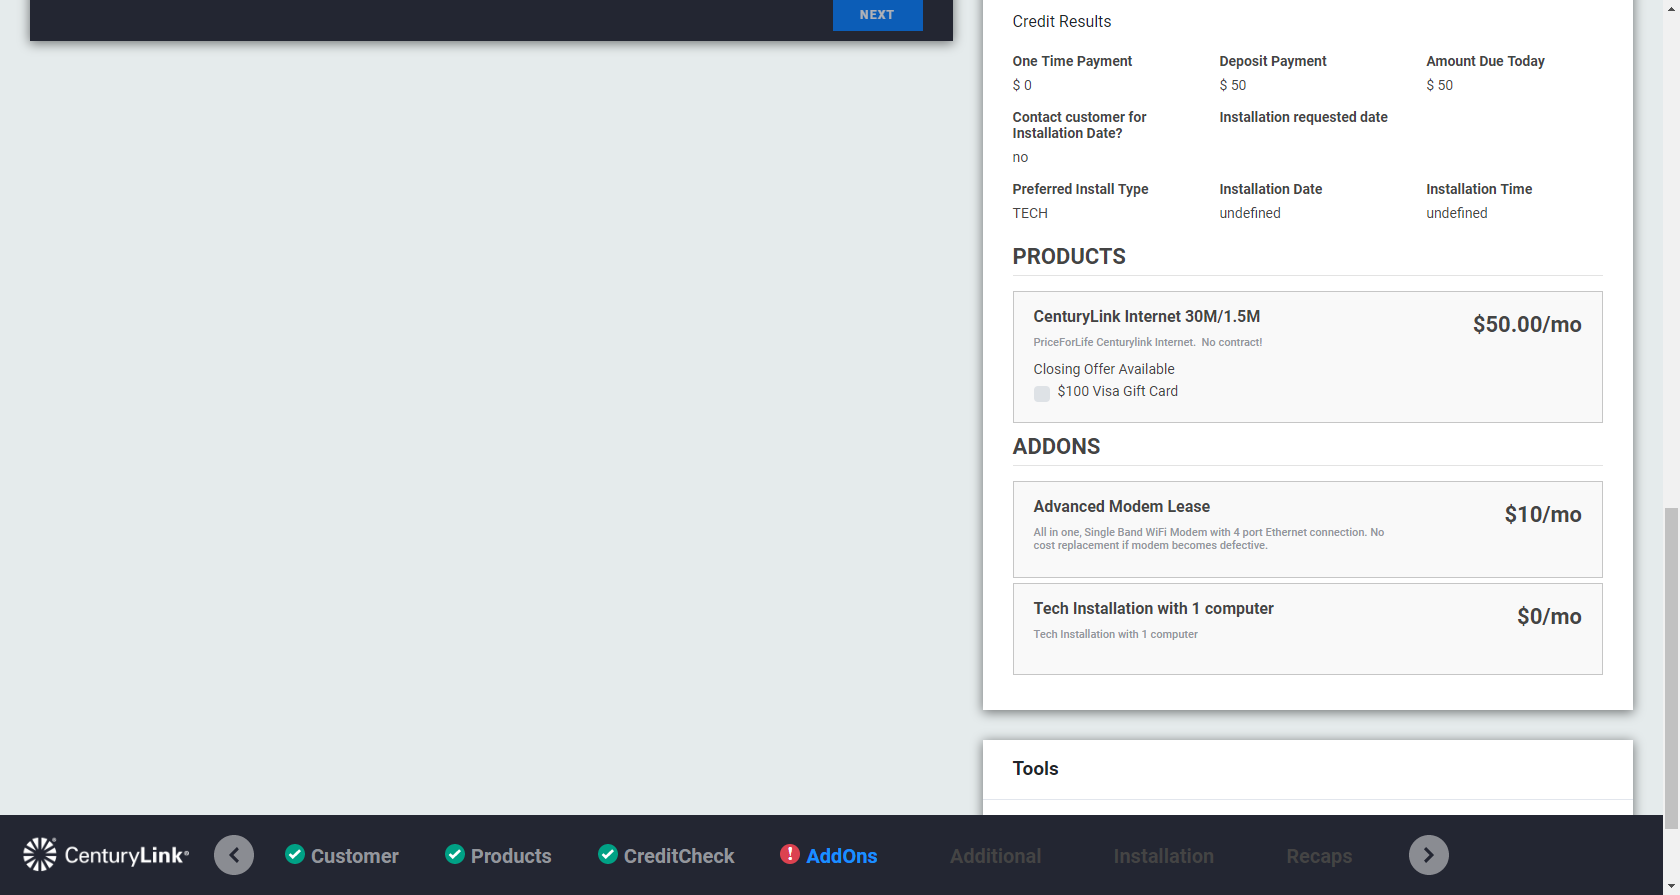 NEXT
Credit Results
One Time Payment
Deposit Payment
Amount Due Today
$ 0
$ 50
$ 50
Contact customer for
Installation Date?
Installation requested date
no
Preferred Install Type
Installation Date
Installation Time
TECH
undefined
undefined
PRODUCTS
CenturyLink Internet 30M/1.5M
$50.00/mo
PriceForLife Centurylink Internet. No contract!
Closing Offer Available
$100 Visa Gift Card
ADDONS
Advanced Modem Lease
$10/mo
All in one, Single Band WiFi Modem with 4 port Ethernet connection. No
cost replacement if modem becomes defective.
Tech Installation with 1 computer
$0/mo
Tech Installation with 1 computer
Tools
CenturyLink
Customer
Products
CreditCheck
AddOns
Additional
Installation
Recaps